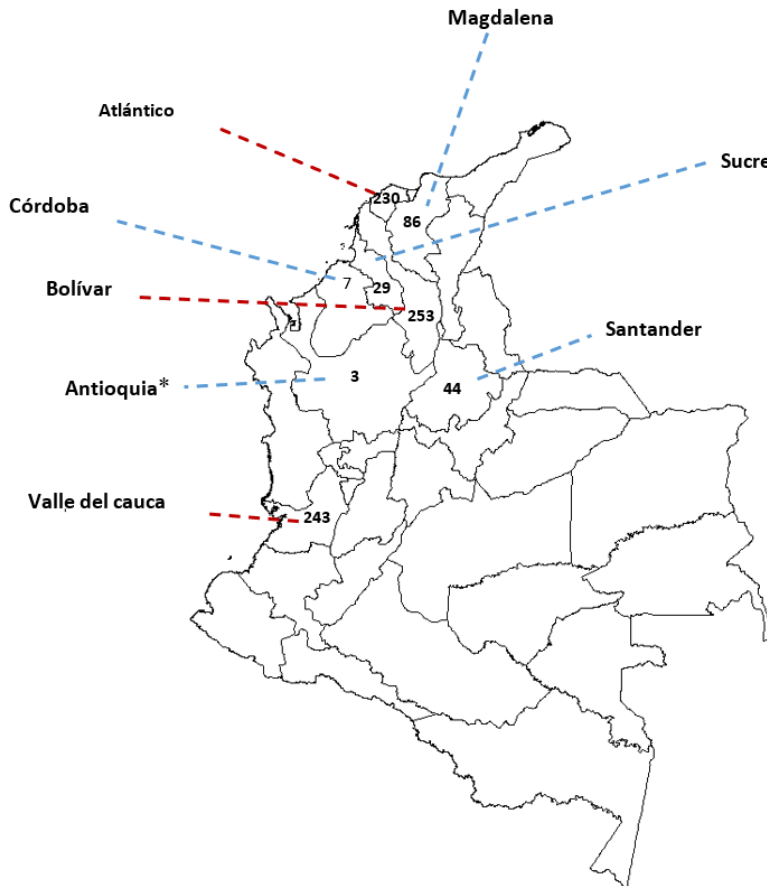 Magdalena
Atlántico
Sucre
230
Córdoba
86
7
29
Bolívar
253
Santander
3
44
Antioquia*
Valle del cauca
243